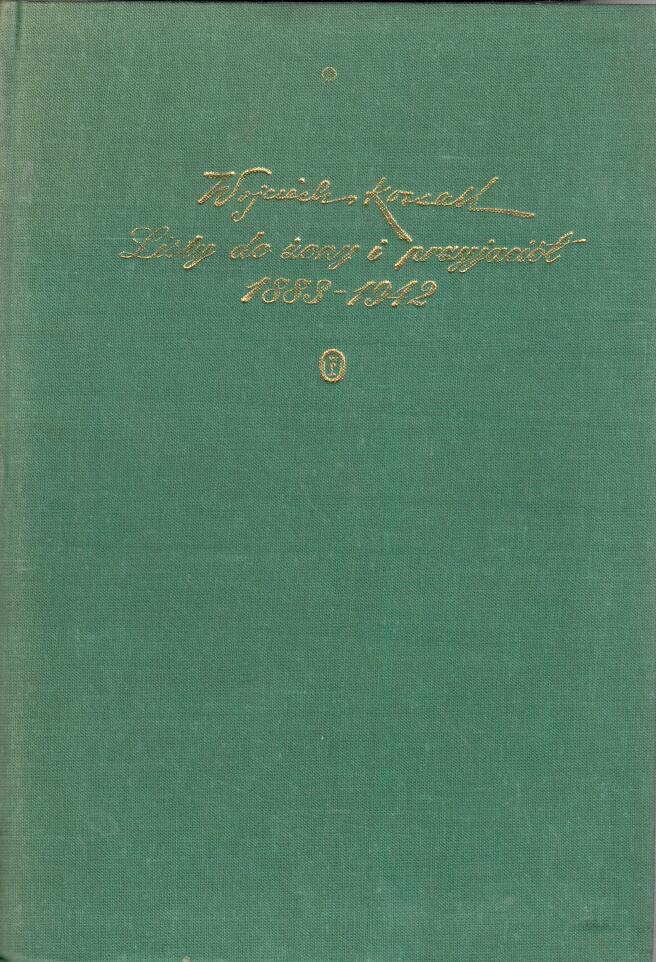 Wojciech Kossak
Listy do żony i przyjaciół
1883-1942